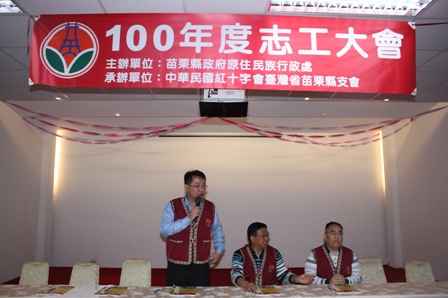 100年度志工大會
主辦單位：苗栗縣政府原住民族行政處
承辦單位：中華民國紅十字會臺灣省苗栗縣支會